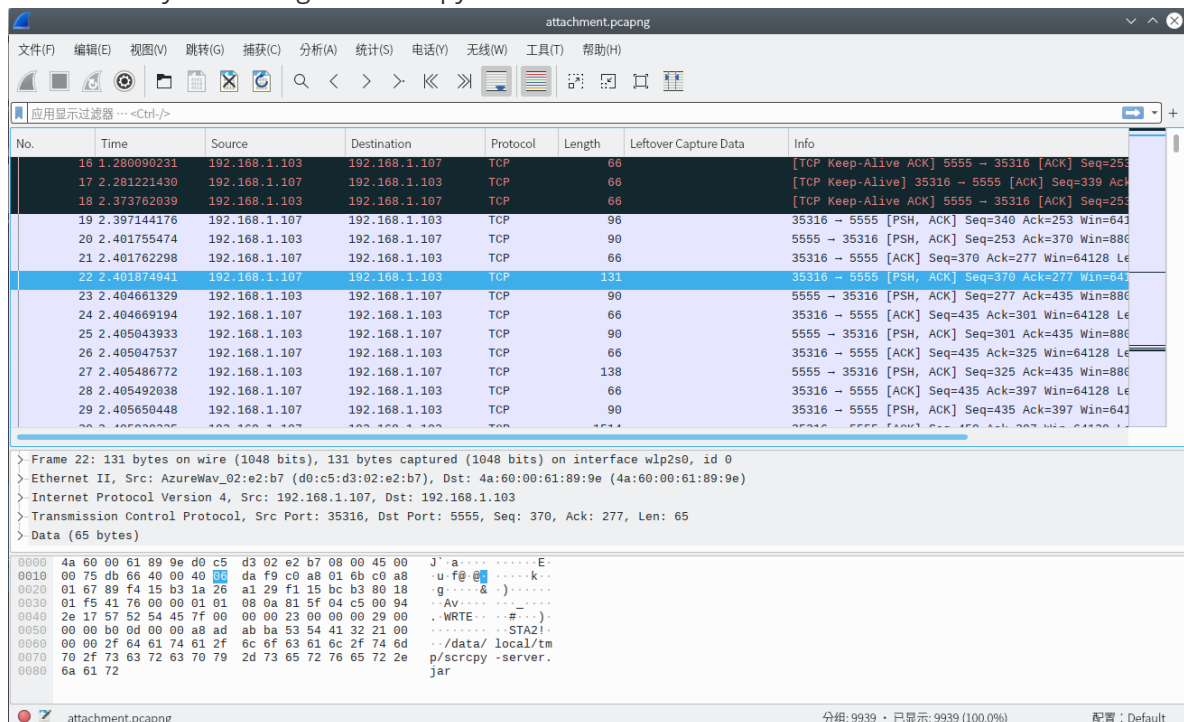 attachment.pcapng
文件(F) 编辑(E) 视图(V) 跳转(G) 捕获(C) 分析(A) 统计(S) 电话(Y) 无线(W) 工具(T) 帮助(H)
应用显示过滤器 … <Ctrl-/>
No. Time Source Destination Protocol Length Leftover Capture Data Info
16 1.280090231 192.168.1.103 192.168.1.107 TCP 66 [TCP Keep-Alive ACK] 5555 → 35316 [ACK] Seq=253
17 2.281221430 192.168.1.107 192.168.1.103 TCP 66 [TCP Keep-Alive] 35316 → 5555 [ACK] Seq=339 Ack
18 2.373762039 192.168.1.103 192.168.1.107 TCP 66 [TCP Keep-Alive ACK] 5555 → 35316 [ACK] Seq=253
19 2.397144176 192.168.1.107 192.168.1.103 TCP 96 35316 → 5555 [PSH, ACK] Seq=340 Ack=253 Win=641
20 2.401755474 192.168.1.103 192.168.1.107 TCP 90 5555 → 35316 [PSH, ACK] Seq=253 Ack=370 Win=880
21 2.401762298 192.168.1.107 192.168.1.103 TCP 66 35316 → 5555 [ACK] Seq=370 Ack=277 Win=64128 Le
22 2.401874941 192.168.1.107 192.168.1.103 TCP 131 35316 → 5555 [PSH, ACK] Seq=370 Ack=277 Win=641
23 2.404661329 192.168.1.103 192.168.1.107 TCP 90 5555 → 35316 [PSH, ACK] Seq=277 Ack=435 Win=880
24 2.404669194 192.168.1.107 192.168.1.103 TCP 66 35316 → 5555 [ACK] Seq=435 Ack=301 Win=64128 Le
25 2.405043933 192.168.1.103 192.168.1.107 TCP 90 5555 → 35316 [PSH, ACK] Seq=301 Ack=435 Win=880
26 2.405047537 192.168.1.107 192.168.1.103 TCP 66 35316 → 5555 [ACK] Seq=435 Ack=325 Win=64128 Le
27 2.405486772 192.168.1.103 192.168.1.107 TCP 138 5555 → 35316 [PSH, ACK] Seq=325 Ack=435 Win=880
28 2.405492038 192.168.1.107 192.168.1.103 TCP 66 35316 → 5555 [ACK] Seq=435 Ack=397 Win=64128 Le
29 2.405650448 192.168.1.107 192.168.1.103 TCP 90 35316 → 5555 [PSH, ACK] Seq=435 Ack=397 Win=641
Frame 22: 131 bytes on wire (1048 bits), 131 bytes captured (1048 bits) on interface wlp2s0, id 0
Ethernet II, Src: AzureWav_02:e2:b7 (d0:c5:d3:02:e2:b7), Dst: 4a:60:00:61:89:9e (4a:60:00:61:89:9e)
Internet Protocol Version 4, Src: 192.168.1.107, Dst: 192.168.1.103
Transmission Control Protocol, Src Port: 35316, Dst Port: 5555, Seq: 370, Ack: 277, Len: 65
Data (65 bytes)
0000 4a 60 00 61 89 9e d0 c5 d3 02 e2 b7 08 00 45 00 J`·a···· ······E·
0010 00 75 db 66 40 00 40 06 da f9 c0 a8 01 6b c0 a8 ·u·f@·@· ·····k··
0020 01 67 89 f4 15 b3 1a 26 a1 29 f1 15 bc b3 80 18 ·g·····& ·)······
0030 01 f5 41 76 00 00 01 01 08 0a 81 5f 04 c5 00 94 ··Av···· ···_····
0040 2e 17 57 52 54 45 7f 00 00 00 23 00 00 00 29 00 .·WRTE·· ··#···)·
0050 00 00 b0 0d 00 00 a8 ad ab ba 53 54 41 32 21 00 ········ ··STA2!·
0060 00 00 2f 64 61 74 61 2f 6c 6f 63 61 6c 2f 74 6d ··/data/ local/tm
0070 70 2f 73 63 72 63 70 79 2d 73 65 72 76 65 72 2e p/scrcpy -server.
0080 6a 61 72 jar
attachment.pcapng 分组: 9939 · 已显示: 9939 (100.0%) 配置：Default